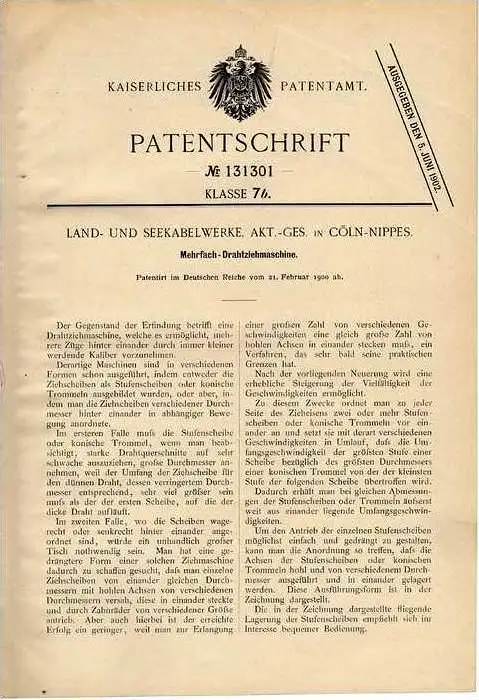 KAISERLICHES PATENTAMT.
AUSGEGEBEN DEN 5. JUNI 1902.
PATENTSCHRIFT
— № 131301 —
KLASSE 7b.
LAND- UND SEEKABELWERKE, AKT.-GES. IN CÖLN-NIPPES.
Mehrfach-Drahtziehmaschine.
Patentirt im Deutschen Reiche vom 21. Februar 1900 ab.
Der Gegenstand der Erfindung betrifft eine
Drahtziehmaschine, welche es ermöglicht, meh-
rere Züge hinter einander durch immer kleiner
werdende Kaliber vorzunehmen.
Derartige Maschinen sind in verschiedenen
Formen schon ausgeführt, indem entweder die
Ziehscheiben als Stufenscheiben oder konische
Trommeln ausgebildet wurden, oder aber, in-
dem man die Ziehscheiben verschiedener Durch-
messer hinter einander in abhängiger Bewe-
gung anordnete.
Im ersteren Falle muſs die Stufenscheibe
oder konische Trommel, wenn man beab-
sichtigt, starke Drahtquerschnitte auf sehr
schwache auszuziehen, groſse Durchmesser an-
nehmen, weil der Umfang der Ziehscheibe für
den dünnen Draht, dessen verringertem Durch-
messer entsprechend, sehr viel gröſser sein
muſs als der der ersten Scheibe, auf die der
dicke Draht aufläuft.
Im zweiten Falle, wo die Scheiben wage-
recht oder senkrecht hinter einander ange-
ordnet sind, würde ein unhandlich groſser
Tisch nothwendig sein. Man hat eine ge-
drängtere Form einer solchen Ziehmaschine
dadurch zu schaffen gesucht, daſs man einzelne
Ziehscheiben von einander gleichen Durch-
messern mit hohlen Achsen von verschiedenen
Durchmessern versah, diese in einander steckte
und durch Zahnräder von verschiedener Gröſse
antrieb. Aber auch hierbei ist der erreichte
Erfolg ein geringer, weil man zur Erlangung
einer groſsen Zahl von verschiedenen Ge-
schwindigkeiten eine gleich groſse Zahl von
hohlen Achsen in einander stecken muſs, ein
Verfahren, das sehr bald seine praktischen
Grenzen hat.
Nach der vorliegenden Neuerung wird eine
erhebliche Steigerung der Vielfältigkeit der
Geschwindigkeiten ermöglicht.
Zu diesem Zwecke ordnet man zu jeder
Seite des Zieheisens zwei oder mehr Stufen-
scheiben oder konische Trommeln vor ein-
ander an und setzt sie mit derart verschiedenen
Geschwindigkeiten in Umlauf, daſs die Um-
fangsgeschwindigkeit der gröſsten Stufe einer
Scheibe bezüglich des gröſsten Durchmessers
einer konischen Trommel von der der kleinsten
Stufe der folgenden Scheibe übertroffen wird.
Dadurch erhält man bei gleichen Abmessun-
gen der Stufenscheiben oder Trommeln äuſserst
weit aus einander liegende Umfangsgeschwin-
digkeiten.
Um den Antrieb der einzelnen Stufenscheiben
möglichst einfach und gedrängt zu gestalten,
kann man die Anordnung so treffen, daſs die
Achsen der Stufenscheiben oder konischen
Trommeln hohl und von verschiedenem Durch-
messer ausgeführt und in einander gelagert
werden. Diese Ausführungsform ist in der
Zeichnung dargestellt.
Die in der Zeichnung dargestellte fliegende
Lagerung der Stufenscheiben empfiehlt sich im
Interesse bequemer Bedienung.